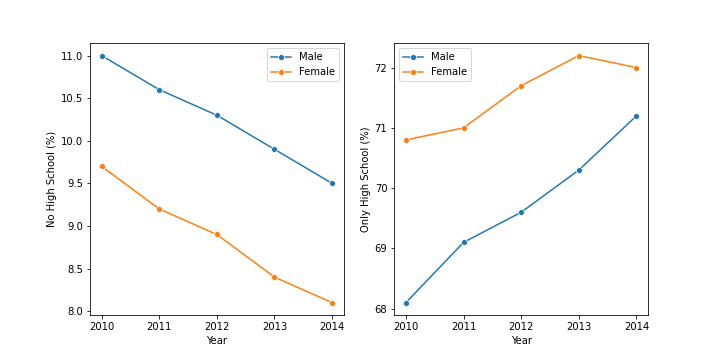 No High School (%)
11.0
10.5
10.0
9.5
9.0
8.5
8.0
Male
Female
2010 2011 2012 2013 2014
Year
Only High School (%)
72
71
70
69
68
Male
Female
2010 2011 2012 2013 2014
Year